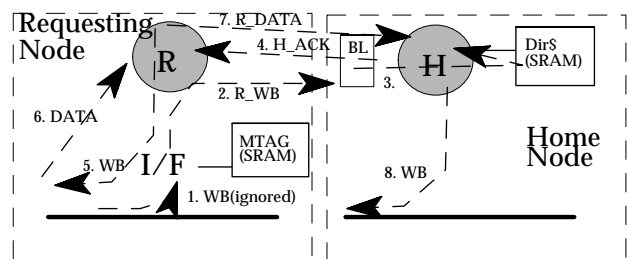 Requesting
Node
7. R_DATA
4. H_ACK
BL
Dir$
(SRAM)
R
H
3.
2. R_WB
6. DATA
MTAG
(SRAM)
Home
Node
5. WB
I/F
8. WB
1. WB(ignored)